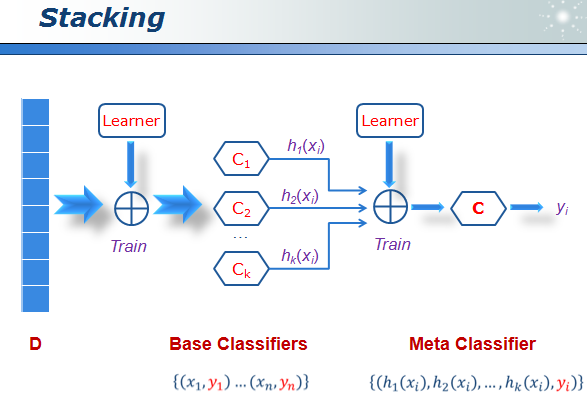 Stacking
Learner
Learner
C₁
h₁(xᵢ)
C₂
h₂(xᵢ)
...
Cₖ
hₖ(xᵢ)
C
yᵢ
Train
Train
D
Base Classifiers
Meta Classifier
{(x₁,y₁) ... (xₙ,yₙ)}
{(h₁(xᵢ),h₂(xᵢ),...,hₖ(xᵢ),yᵢ)}